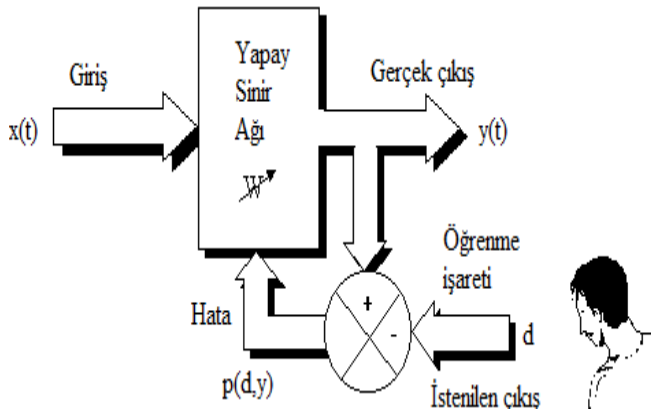 Yapay
Sinir
Ağı
W
Giriş
x(t)
Gerçek çıkış
y(t)
Öğrenme
işareti
+
-
d
Hata
p(d,y)
İstenilen çıkış